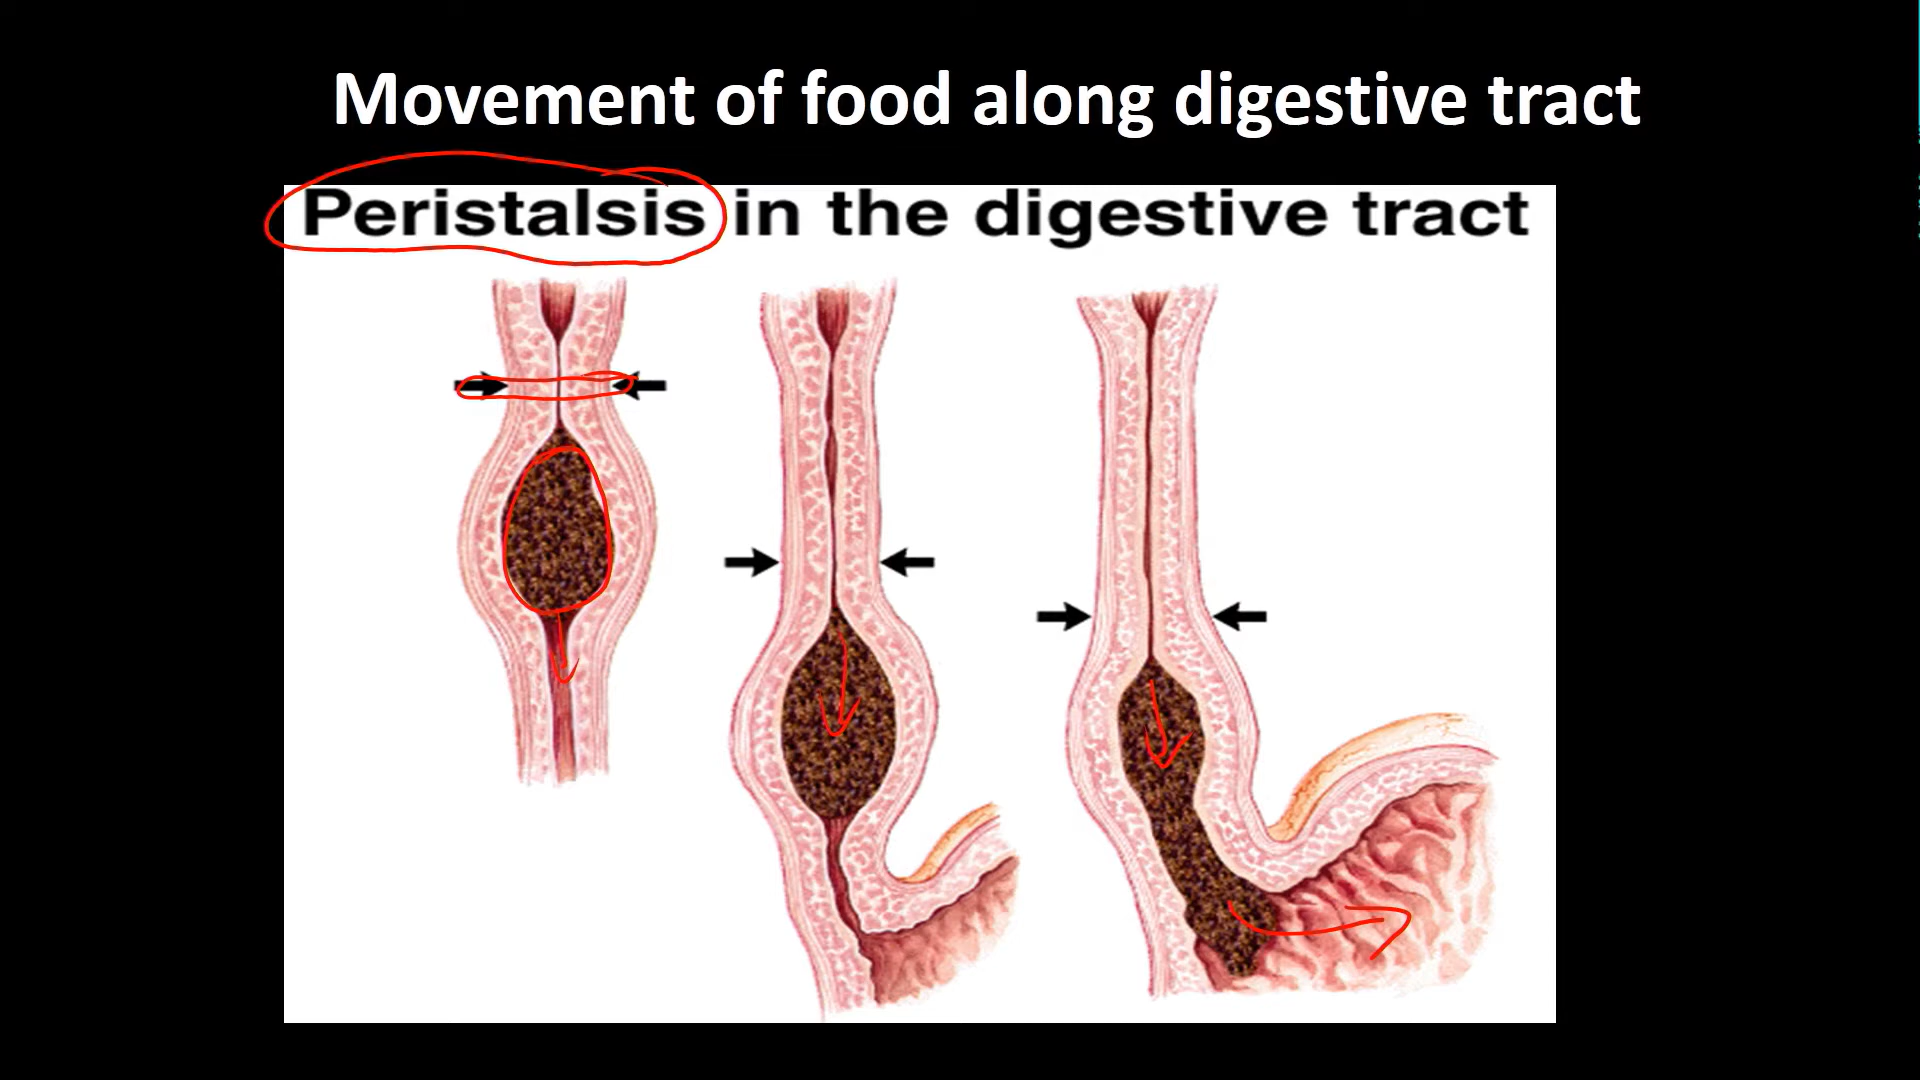 Movement of food along digestive tract
Peristalsis in the digestive tract